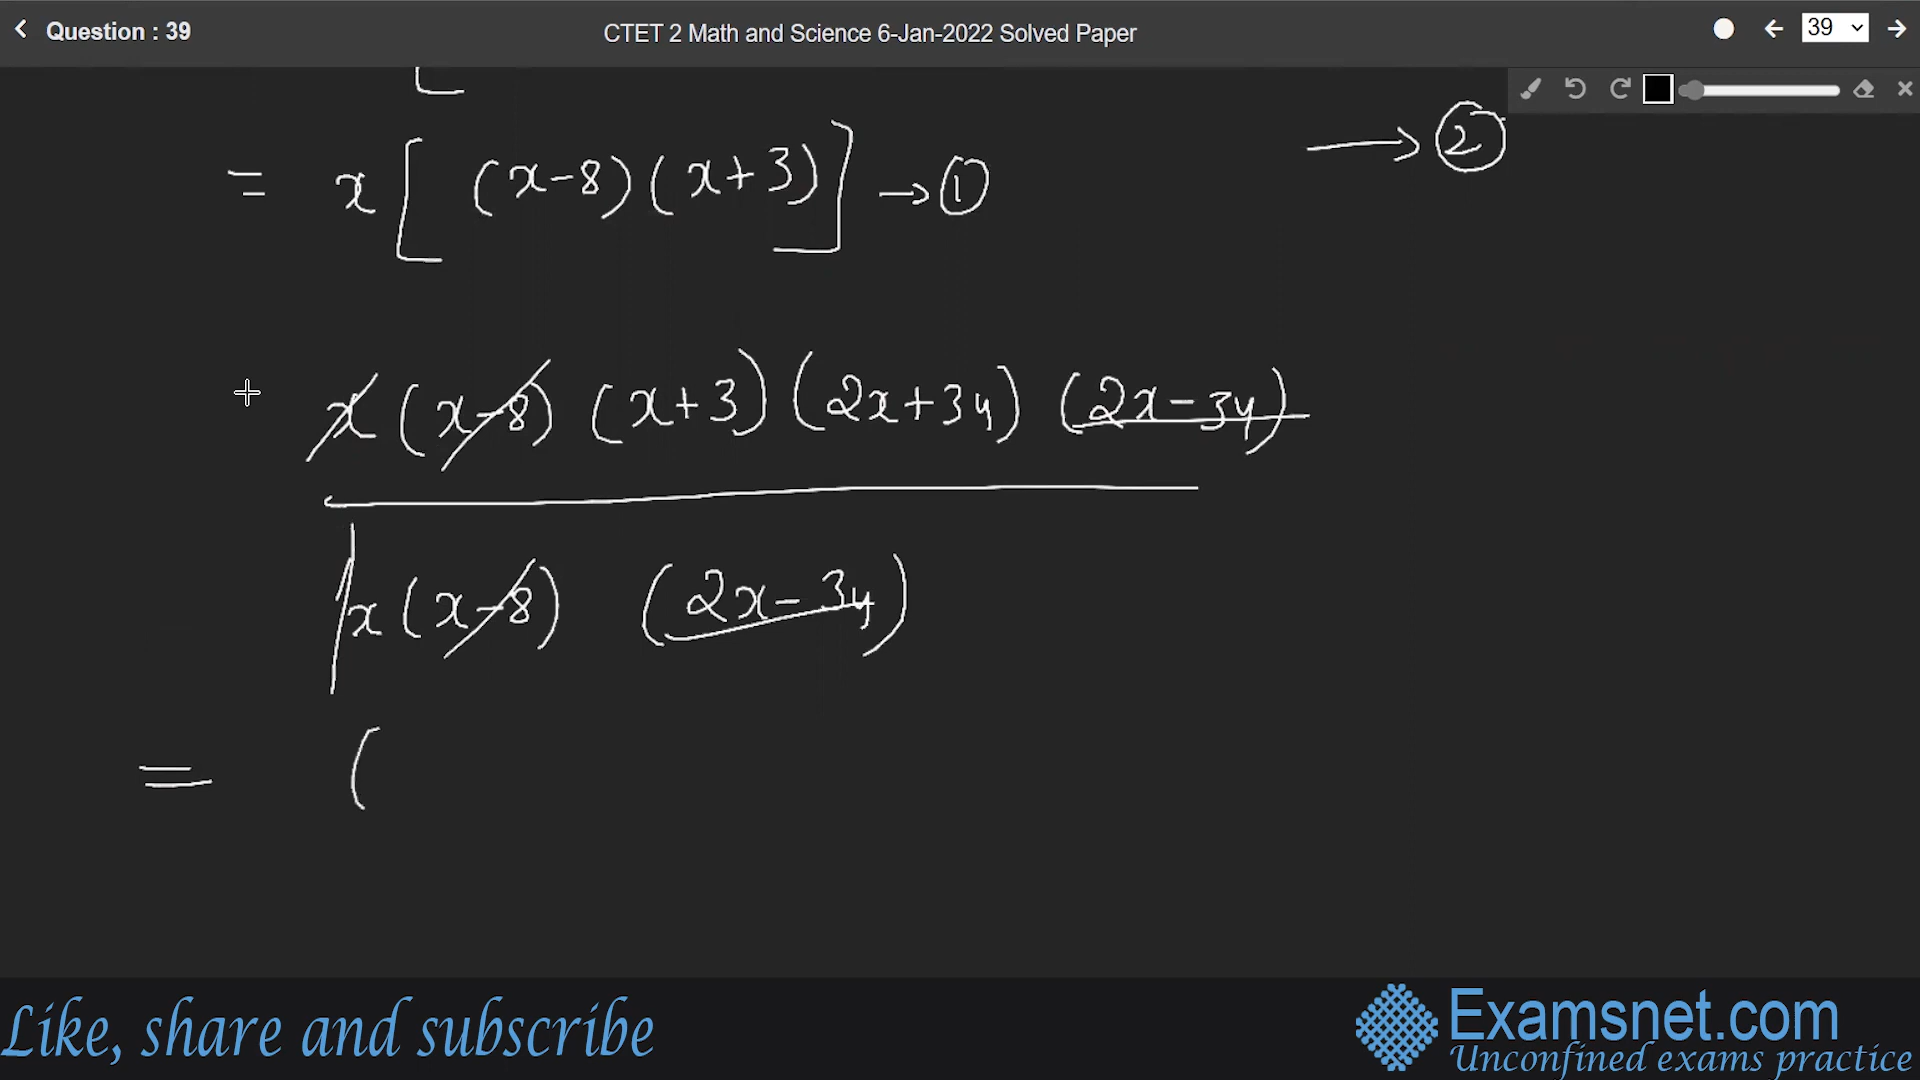 Question : 39
CTET 2 Math and Science 6-Jan-2022 Solved Paper
39
→ 2
= x [ (x-8)(x+3) ] → 1
x (x-8) (x+3) (2x+3y) (2x-3y)
x (x-8) (2x-3y)
= (
Like, share and subscribe
Examsnet.com
Unconfined exams practice